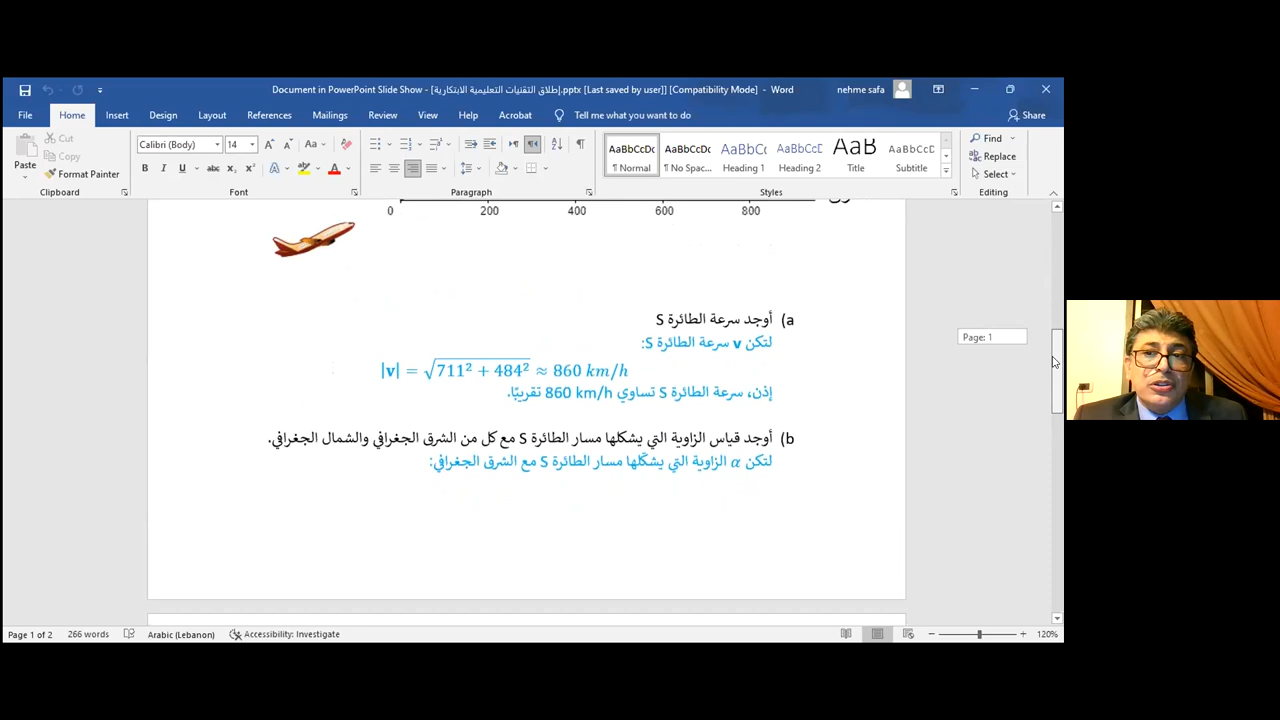 Document in PowerPoint Slide Show - [إطلاق التقنيات التعليمية الابتكارية.pptx [Last saved by user]] [Compatibility Mode] - Word
nehme safa
File Home Insert Design Layout References Mailings Review View Help Acrobat Tell me what you want to do Share
Paste
Cut
Copy
Format Painter
Calibri (Body) 14
AaBbCcDc ¶ Normal
AaBbCcDc ¶ No Spac...
AaBbCc Heading 1
AaBbCcC Heading 2
AaB Title
AaBbCcD Subtitle
Find
Replace
Select
Clipboard Font Paragraph Styles Editing
0 200 400 600 800
a) أوجد سرعة الطائرة S
لتكن v سرعة الطائرة S:
|v| = √711² + 484² ≈ 860 km/h
إذن، سرعة الطائرة S تساوي 860 km/h تقريبًا.
b) أوجد قياس الزاوية التي يشكلها مسار الطائرة S مع كل من الشرق الجغرافي والشمال الجغرافي.
لتكن α الزاوية التي يشكّلها مسار الطائرة S مع الشرق الجغرافي:
Page: 1
Page 1 of 2 266 words Arabic (Lebanon) Accessibility: Investigate 120%